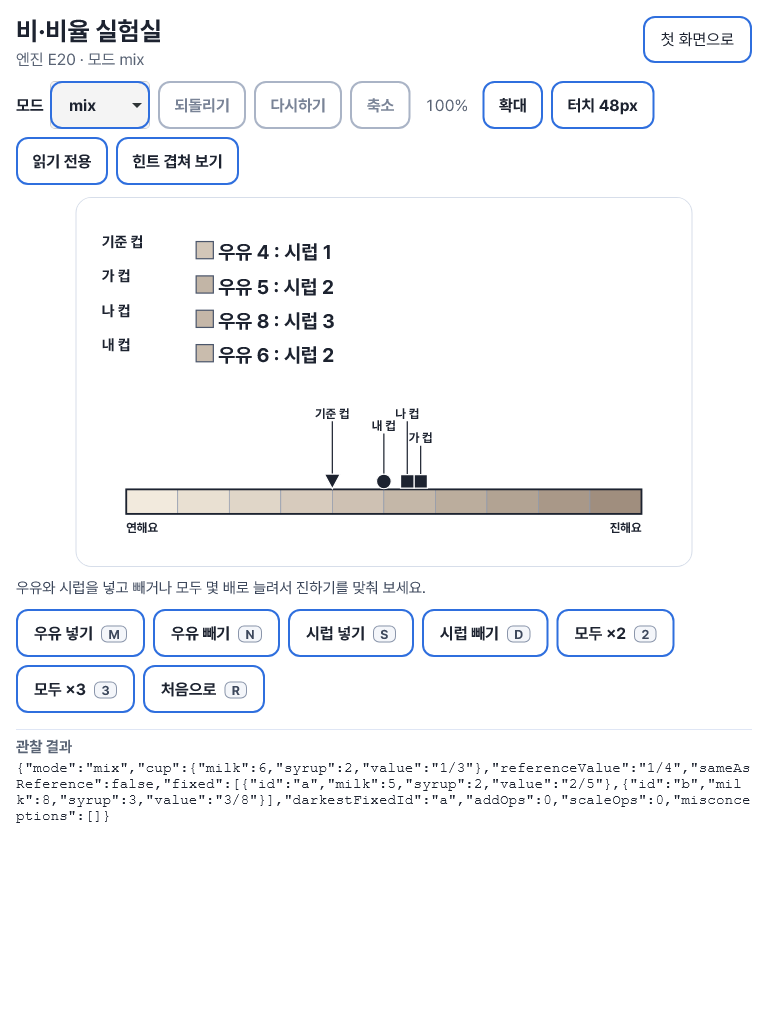 비·비율 실험실
엔진 E20 · 모드 mix
첫 화면으로
모드 mix 되돌리기 다시하기 축소 100% 확대 터치 48px
읽기 전용 힌트 겹쳐 보기
기준 컵 우유 4 : 시럽 1
가 컵 우유 5 : 시럽 2
나 컵 우유 8 : 시럽 3
내 컵 우유 6 : 시럽 2
기준 컵 나 컵
내 컵
가 컵
연해요 진해요
우유와 시럽을 넣고 빼거나 모두 몇 배로 늘려서 진하기를 맞춰 보세요.
우유 넣기 M 우유 빼기 N 시럽 넣기 S 시럽 빼기 D 모두 ×2 2
모두 ×3 3 처음으로 R
관찰 결과
{"mode":"mix","cup":{"milk":6,"syrup":2,"value":"1/3"},"referenceValue":"1/4","sameAs
Reference":false,"fixed":[{"id":"a","milk":5,"syrup":2,"value":"2/5"},{"id":"b","mil
k":8,"syrup":3,"value":"3/8"}],"darkestFixedId":"a","addOps":0,"scaleOps":0,"misconce
ptions":[]}